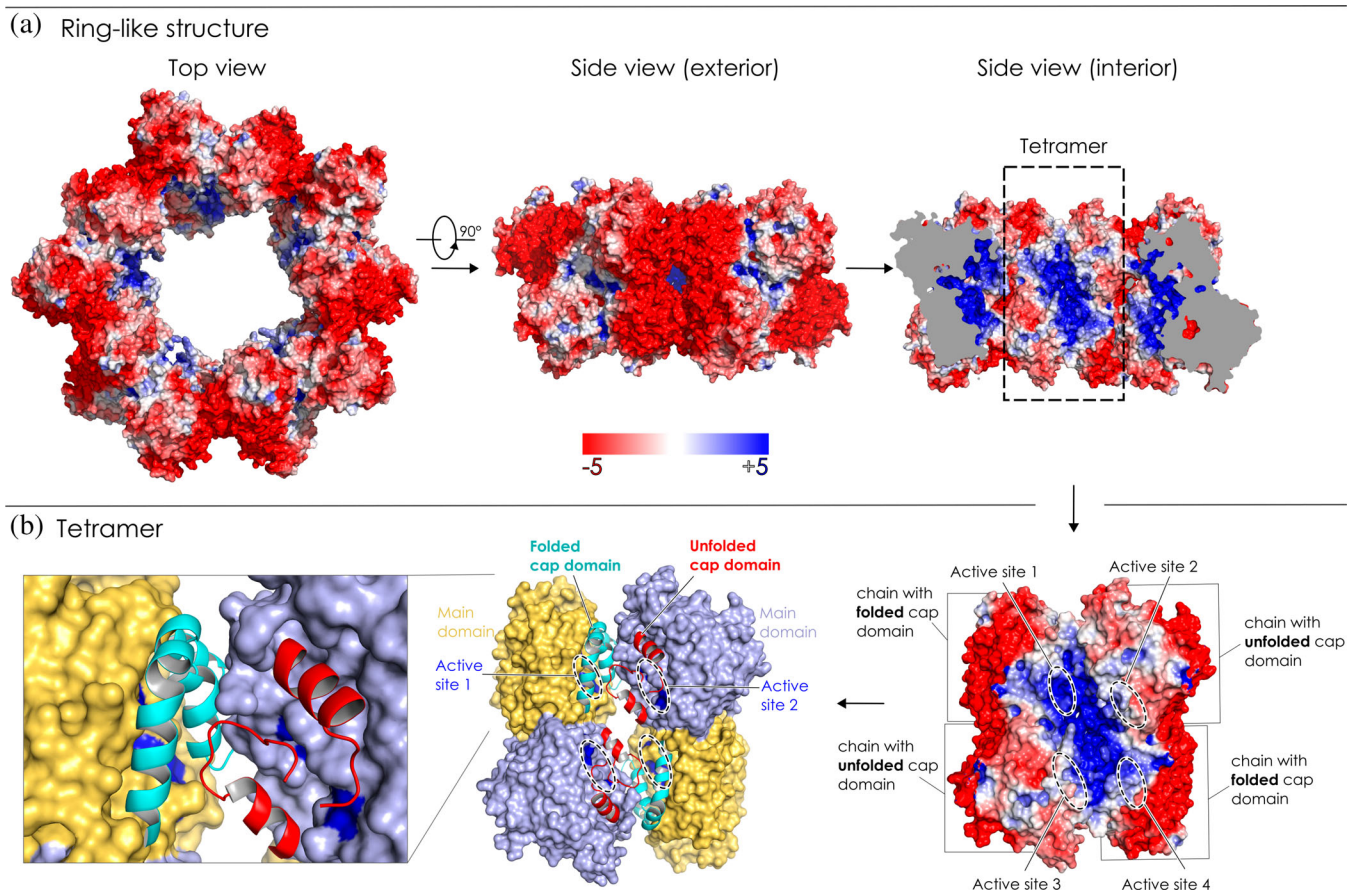 (a) Ring-like structure
Top view
Side view (exterior)
Side view (interior)
Tetramer
90°
-5
+5
(b) Tetramer
Folded
cap domain
Unfolded
cap domain
Main
domain
Main
domain
Active
site 1
Active
site 2
Active site 1
Active site 2
chain with
folded cap
domain
chain with
unfolded cap
domain
chain with
unfolded cap
domain
chain with
folded cap
domain
Active site 3
Active site 4